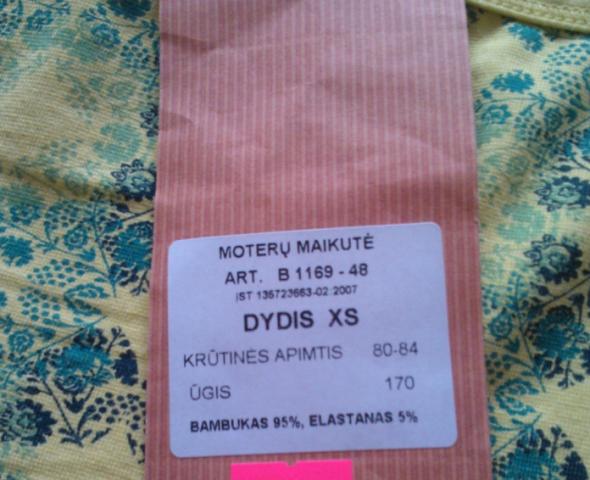 MOTERŲ MAIKUTĖ
ART. B 1169 - 48
ĮST 135723663-02:2007
DYDIS XS
KRŪTINĖS APIMTIS 80-84
ŪGIS 170
BAMBUKAS 95%, ELASTANAS 5%